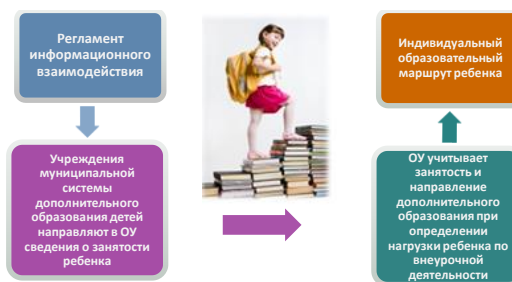 Регламент
информационного
взаимодействия
Учреждения
муниципальной
системы
дополнительного
образования детей
направляют в ОУ
сведения о занятости
ребенка
Индивидуальный
образовательный
маршрут ребенка
ОУ учитывает
занятость и
направление
дополнительного
образования при
определении
нагрузки ребенка по
внеурочной
деятельности